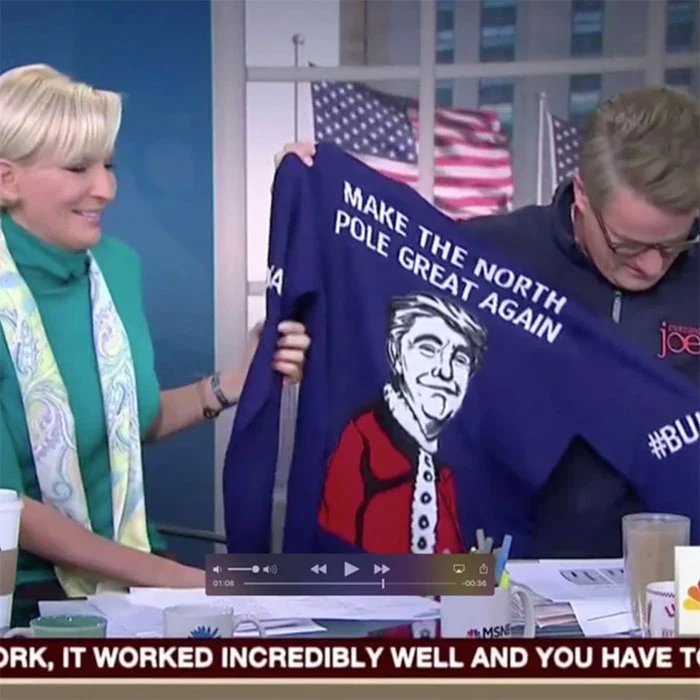 MAKE THE NORTH
POLE GREAT AGAIN
joe
#BU
01:08
-00:36
MSN
ORK, IT WORKED INCREDIBLY WELL AND YOU HAVE T